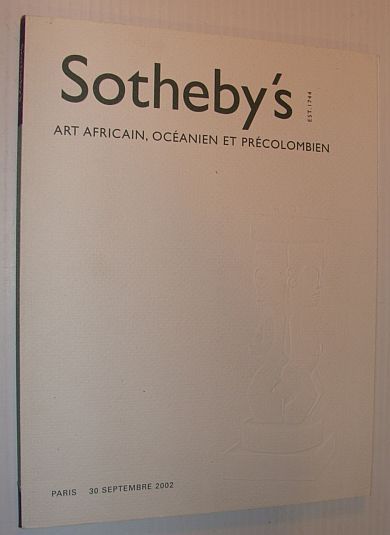 Sotheby's
EST. 1744
ART AFRICAIN, OCÉANIEN ET PRÉCOLOMBIEN
PARIS 30 SEPTEMBRE 2002